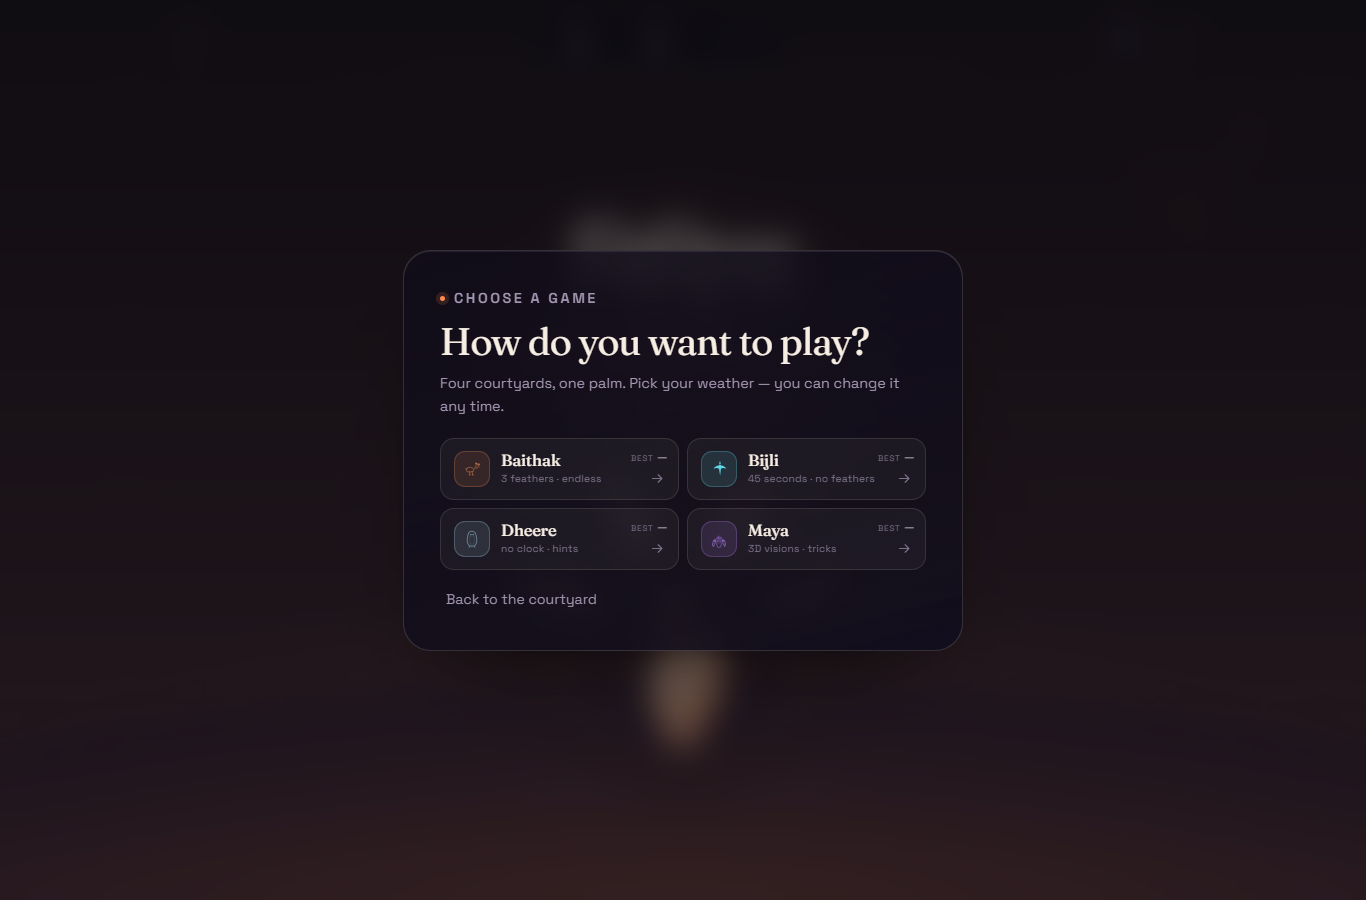 CHOOSE A GAME
How do you want to play?
Four courtyards, one palm. Pick your weather — you can change it
any time.
Baithak
BEST —
3 feathers · endless →
Bijli
BEST —
45 seconds · no feathers →
Dheere
BEST —
no clock · hints →
Maya
BEST —
3D visions · tricks →
Back to the courtyard